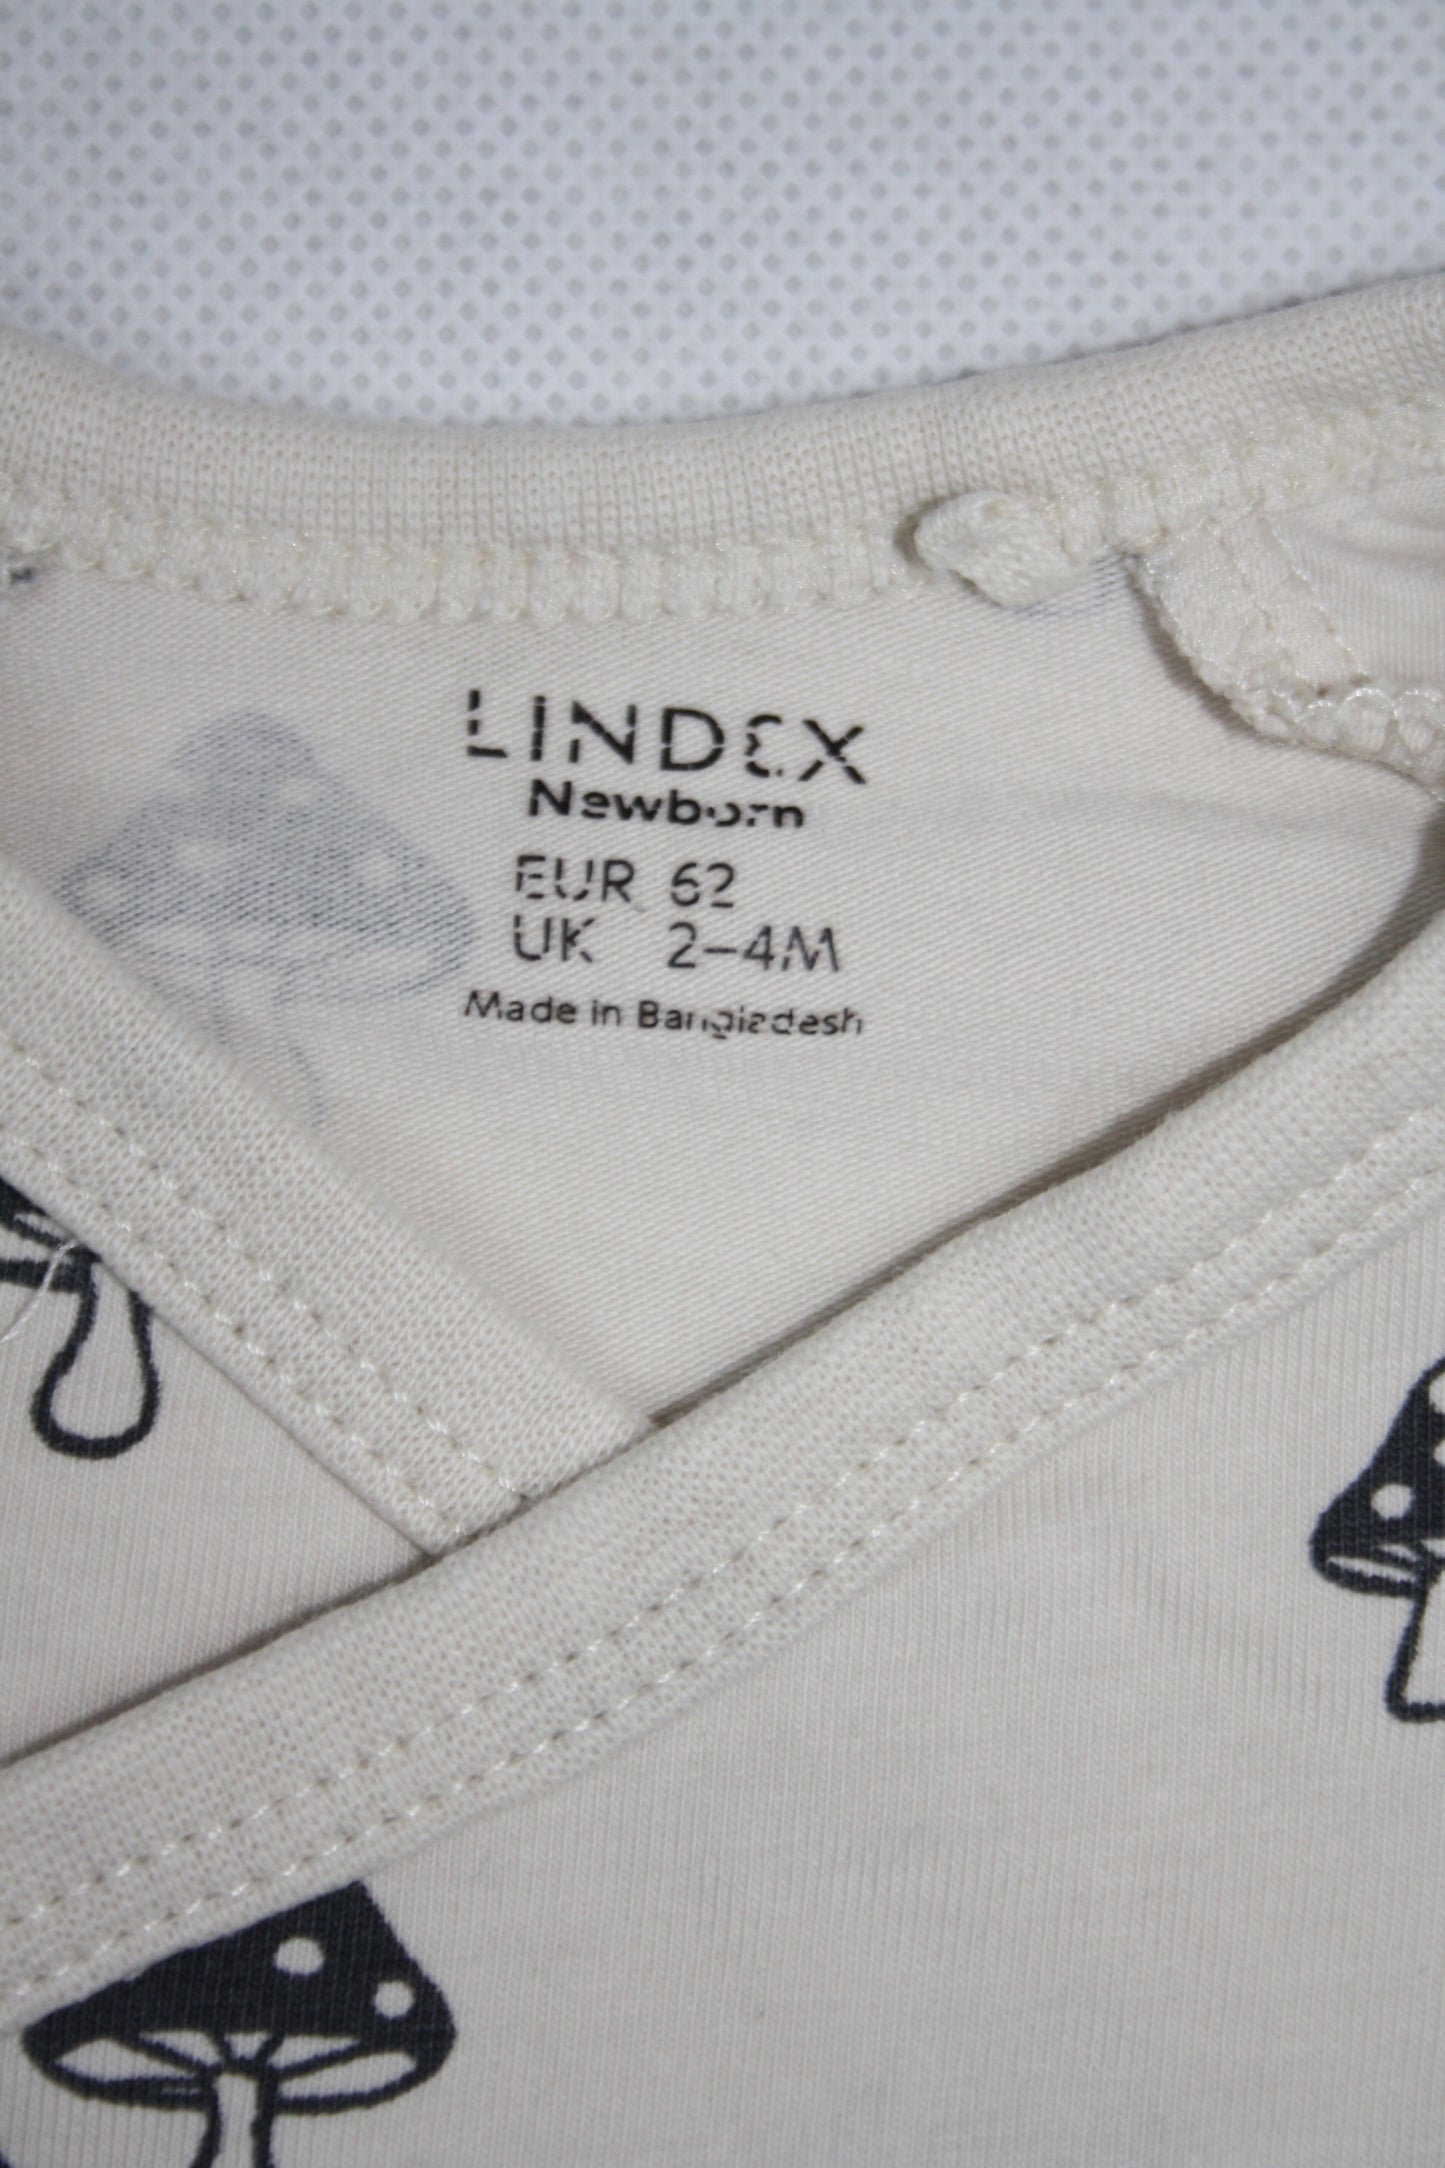 LINDEX
Newborn
EUR 62
UK 2-4M
Made in Bangladesh